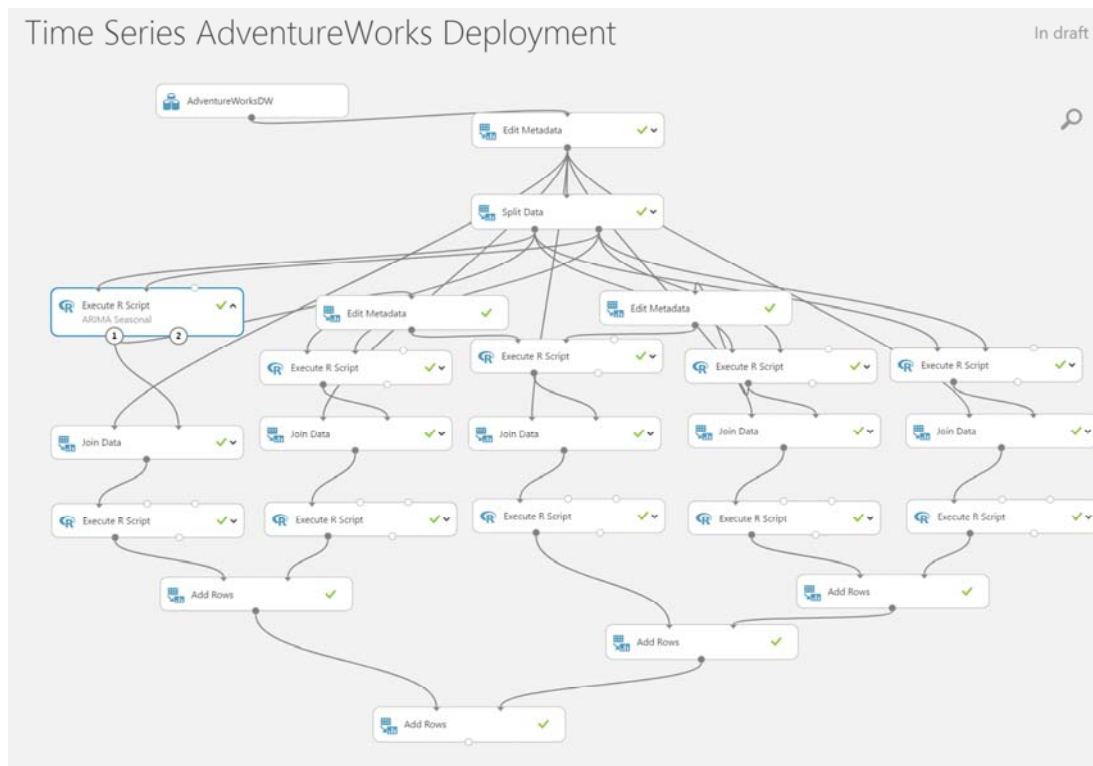 Time Series AdventureWorks Deployment
In draft
AdventureWorksDW
Edit Metadata
Split Data
Execute R Script
ARIMA Seasonal
1
2
Edit Metadata
Edit Metadata
Execute R Script
Execute R Script
Execute R Script
Execute R Script
Join Data
Join Data
Join Data
Join Data
Join Data
Execute R Script
Execute R Script
Execute R Script
Execute R Script
Execute R Script
Add Rows
Add Rows
Add Rows
Add Rows